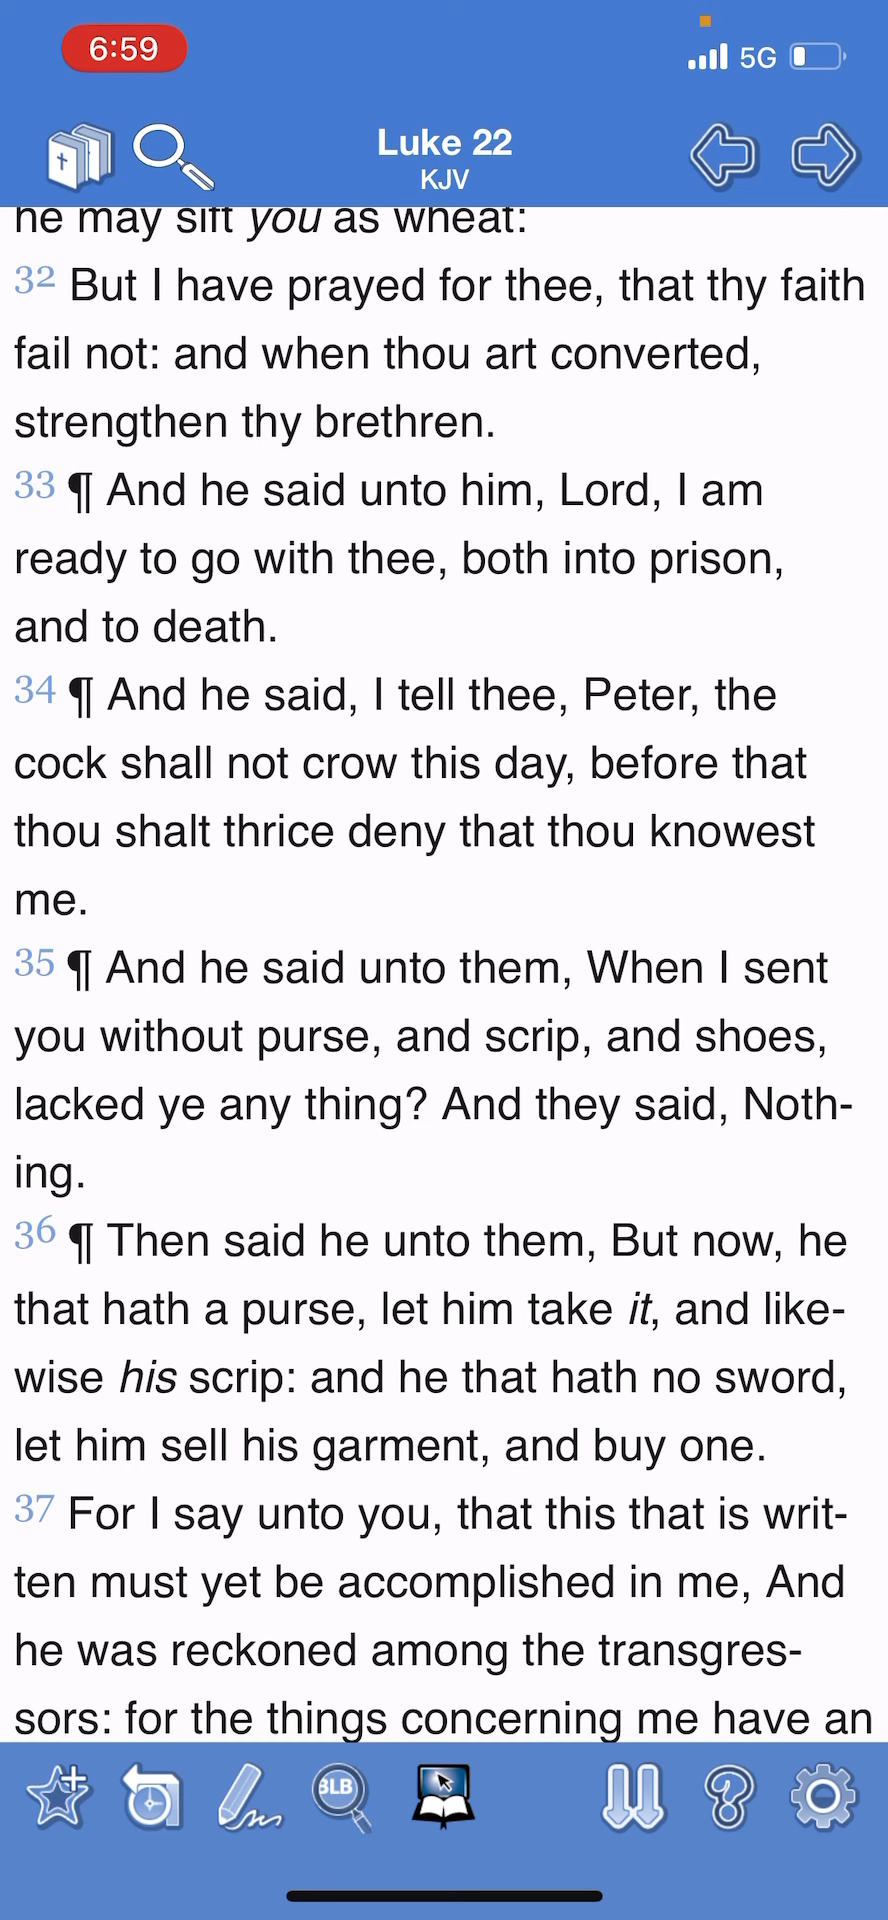 6:59
5G
Luke 22
KJV
he may sift you as wheat:
32 But I have prayed for thee, that thy faith
fail not: and when thou art converted,
strengthen thy brethren.
33 ¶ And he said unto him, Lord, I am
ready to go with thee, both into prison,
and to death.
34 ¶ And he said, I tell thee, Peter, the
cock shall not crow this day, before that
thou shalt thrice deny that thou knowest
me.
35 ¶ And he said unto them, When I sent
you without purse, and scrip, and shoes,
lacked ye any thing? And they said, Noth-
ing.
36 ¶ Then said he unto them, But now, he
that hath a purse, let him take it, and like-
wise his scrip: and he that hath no sword,
let him sell his garment, and buy one.
37 For I say unto you, that this that is writ-
ten must yet be accomplished in me, And
he was reckoned among the transgres-
sors: for the things concerning me have an
BLB